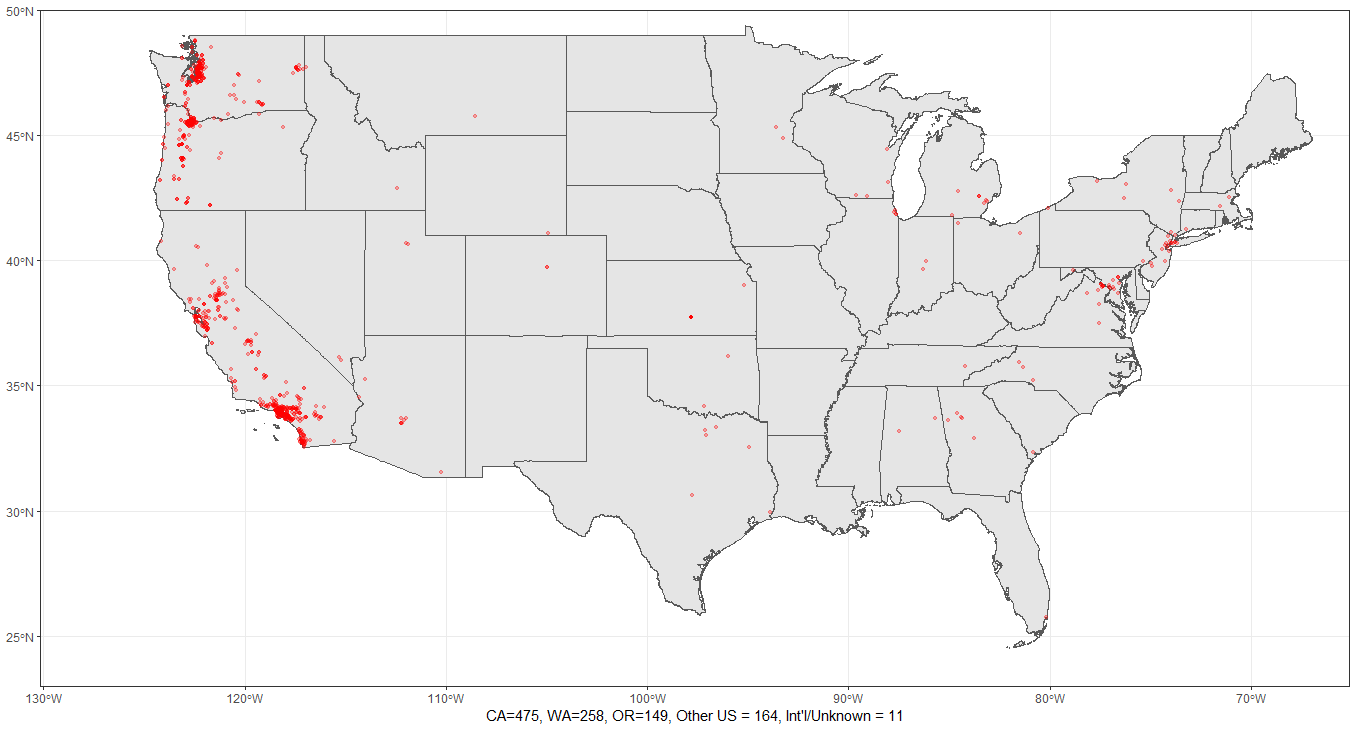 50°N
45°N
40°N
35°N
30°N
25°N
130°W
120°W
110°W
100°W
90°W
80°W
70°W
CA=475, WA=258, OR=149, Other US = 164, Int'l/Unknown = 11